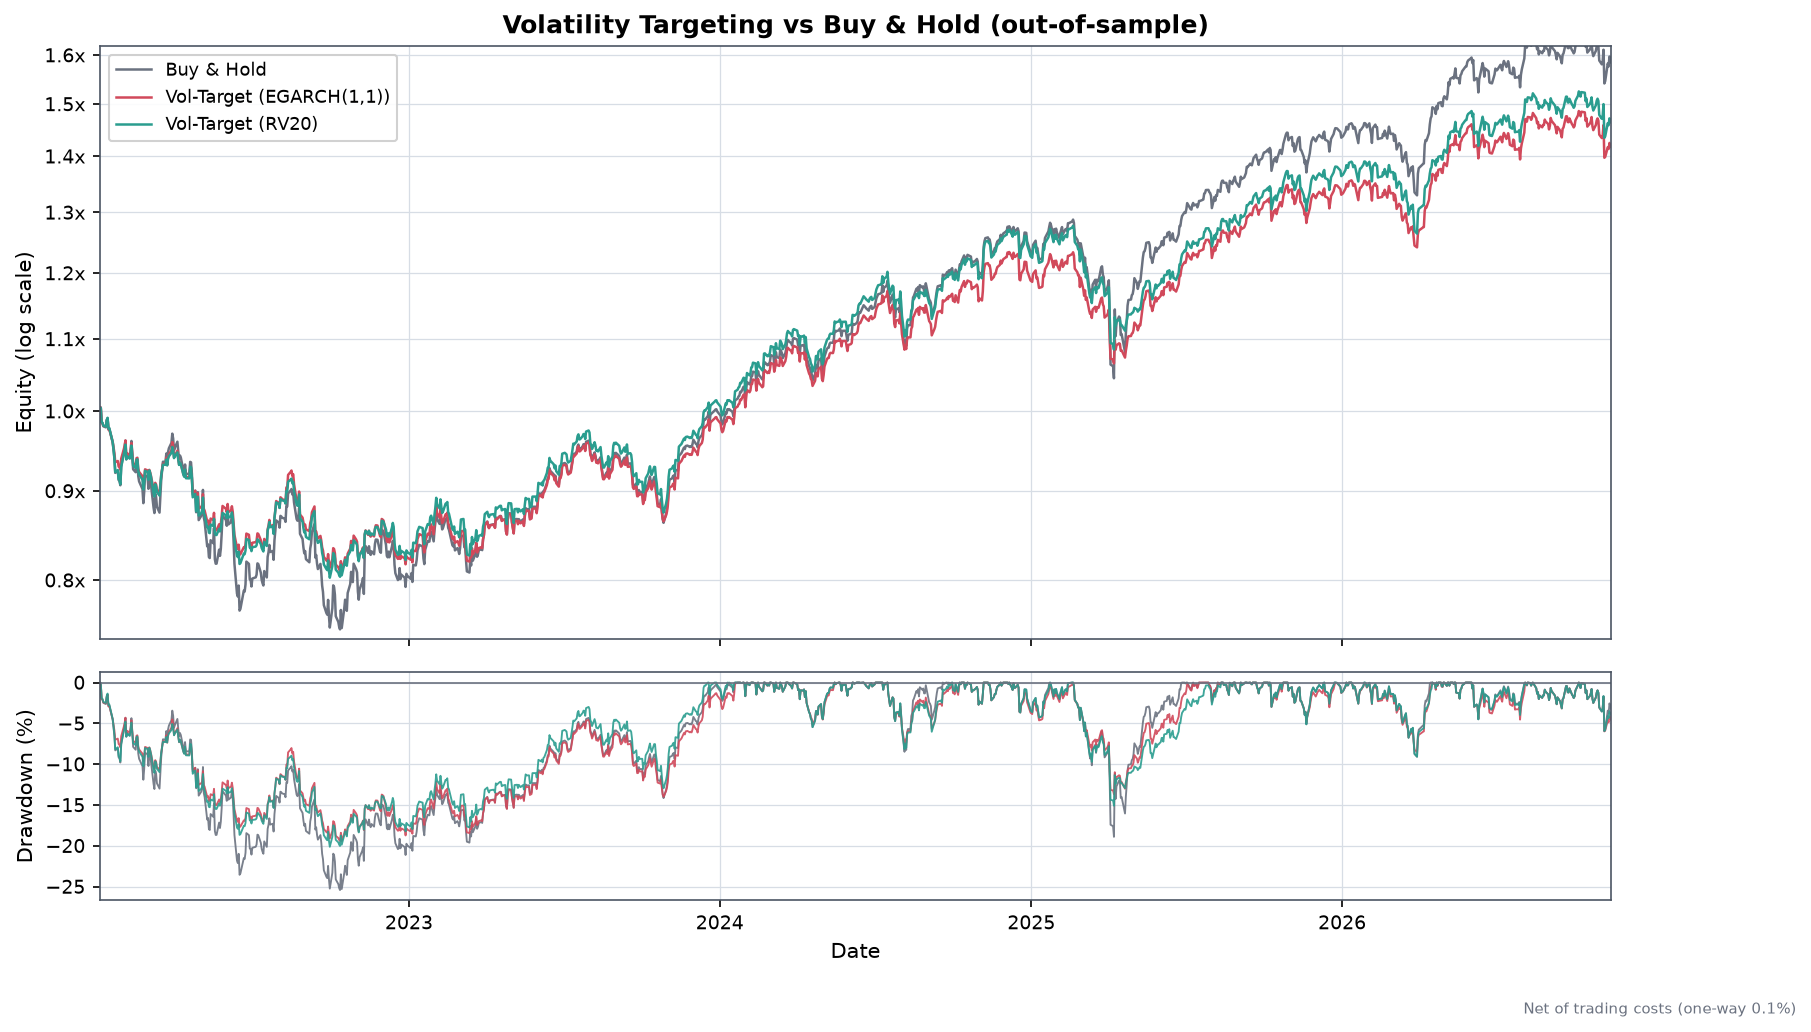 Volatility Targeting vs Buy & Hold (out-of-sample)
Buy & Hold
Vol-Target (EGARCH(1,1))
Vol-Target (RV20)
Equity (log scale)
1.6x
1.5x
1.4x
1.3x
1.2x
1.1x
1.0x
0.9x
0.8x
Drawdown (%)
0
−5
−10
−15
−20
−25
2023 2024 2025 2026
Date
Net of trading costs (one-way 0.1%)